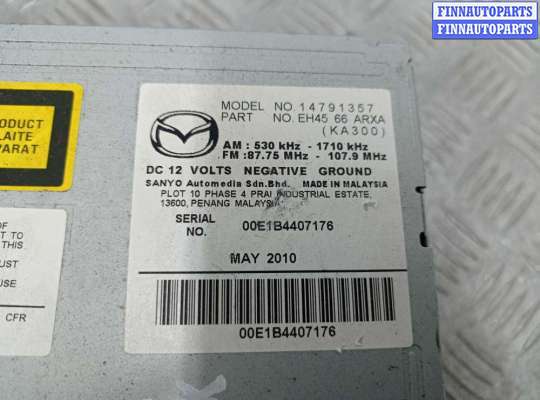 FINNAUTOPARTS
FINNAUTOPARTS
PRODUCT
LAITE
PARAT
OF
T TO
THIS
UST
USE
CFR
MODEL NO. 14791357
PART NO. EH45 66 ARXA
(KA300)
AM : 530 kHz - 1710 kHz
FM : 87.75 MHz - 107.9 MHz
DC 12 VOLTS NEGATIVE GROUND
SANYO Automedia Sdn.Bhd. MADE IN MALAYSIA
PLOT 10 PHASE 4 PRAI INDUSTRIAL ESTATE,
13600, PENANG MALAYSIA
SERIAL NO. 00E1B4407176
MAY 2010
00E1B4407176